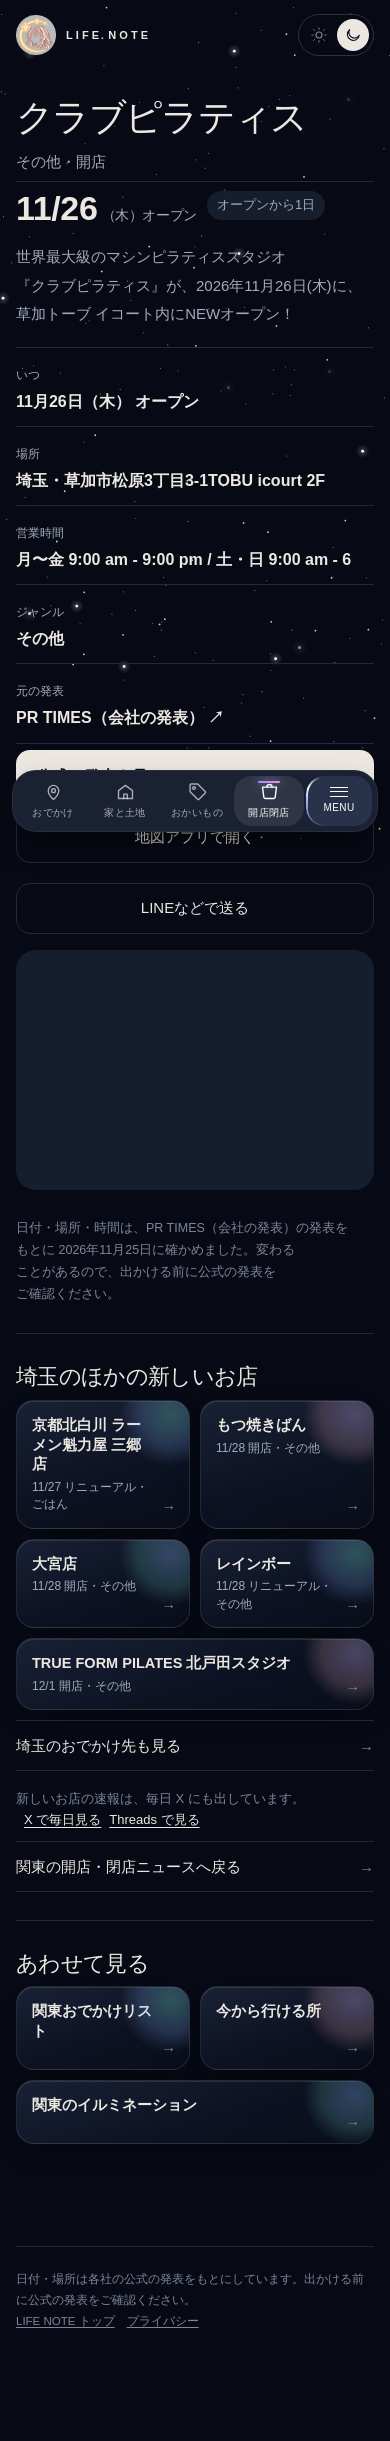 LIFE.NOTE
クラブピラティス
その他・開店
11/26 （木）オープン オープンから1日
世界最大級のマシンピラティススタジオ
『クラブピラティス』が、2026年11月26日(木)に、
草加トーブ イコート内にNEWオープン！
いつ
11月26日（木） オープン
場所
埼玉・草加市松原3丁目3-1TOBU icourt 2F
営業時間
月〜金 9:00 am - 9:00 pm / 土・日 9:00 am - 6
ジャンル
その他
元の発表
PR TIMES（会社の発表） ↗
おでかけ 家と土地 おかいもの 開店閉店 MENU
地図アプリで開く
LINEなどで送る
日付・場所・時間は、PR TIMES（会社の発表）の発表を
もとに 2026年11月25日に確かめました。変わる
ことがあるので、出かける前に公式の発表を
ご確認ください。
埼玉のほかの新しいお店
京都北白川 ラー
メン魁力屋 三郷
店
11/27 リニューアル・
ごはん →
もつ焼きばん
11/28 開店・その他
→
大宮店
11/28 開店・その他
→
レインボー
11/28 リニューアル・
その他 →
TRUE FORM PILATES 北戸田スタジオ
12/1 開店・その他 →
埼玉のおでかけ先も見る →
新しいお店の速報は、毎日 X にも出しています。
X で毎日見る Threads で見る
関東の開店・閉店ニュースへ戻る →
あわせて見る
関東おでかけリス
ト
→
今から行ける所
→
関東のイルミネーション
→
日付・場所は各社の公式の発表をもとにしています。出かける前
に公式の発表をご確認ください。
LIFE NOTE トップ プライバシー